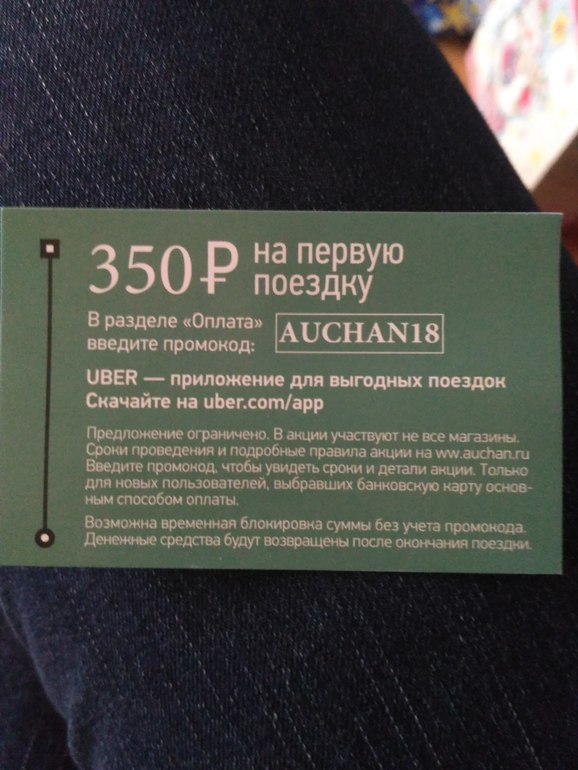 350₽ на первую
поездку
В разделе «Оплата»
введите промокод: AUCHAN18
UBER — приложение для выгодных поездок
Скачайте на uber.com/app
Предложение ограничено. В акции участвуют не все магазины.
Сроки проведения и подробные правила акции на ww.auchan.ru
Введите промокод, чтобы увидеть сроки и детали акции. Только
для новых пользователей, выбравших банковскую карту основ-
ным способом оплаты.
Возможна временная блокировка суммы без учета промокода.
Денежные средства будут возвращены после окончания поездки.